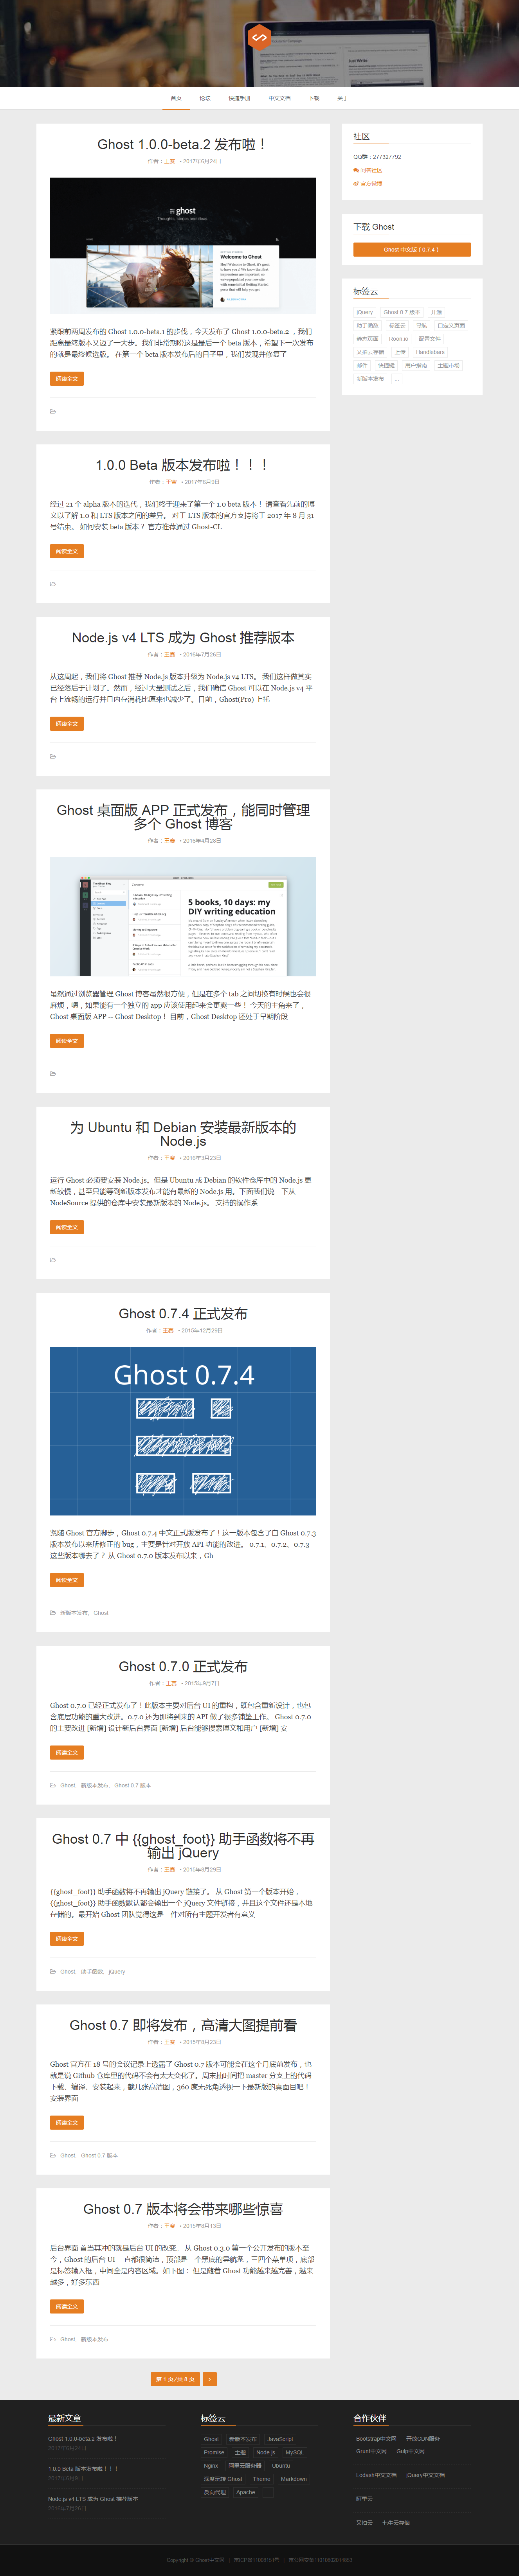 首页
论坛
快捷手册
中文文档
下载
关于
Ghost 1.0.0-beta.2 发布啦！
作者：王赛 • 2017年6月24日
ghost
Thoughts, stories and ideas.
Welcome to Ghost
紧跟前两周发布的 Ghost 1.0.0-beta.1 的步伐，今天发布了 Ghost 1.0.0-beta.2 ，我们
距离最终版本又迈了一大步。我们非常期盼这是最后一个 beta 版本，希望下一次发布
的就是最终候选版。 在第一个 beta 版本发布后的日子里，我们发现并修复了
阅读全文
1.0.0 Beta 版本发布啦！！！
作者：王赛 • 2017年6月9日
经过 21 个 alpha 版本的迭代，我们终于迎来了第一个 1.0 beta 版本！ 请查看先前的博
文以了解 1.0 和 LTS 版本之间的差异。 对于 LTS 版本的官方支持将于 2017 年 8 月 31
号结束。 如何安装 beta 版本？ 官方推荐通过 Ghost-CL
阅读全文
Node.js v4 LTS 成为 Ghost 推荐版本
作者：王赛 • 2016年7月26日
从这周起，我们将 Ghost 推荐 Node.js 版本升级为 Node.js v4 LTS。 我们这样做其实
已经落后于计划了。然而，经过大量测试之后，我们确信 Ghost 可以在 Node.js v4 平
台上流畅的运行并且内存消耗比原来也减少了。目前，Ghost(Pro) 上托
阅读全文
Ghost 桌面版 APP 正式发布，能同时管理
多个 Ghost 博客
作者：王赛 • 2016年4月28日
5 books, 10 days: my
DIY writing education
虽然通过浏览器管理 Ghost 博客虽然很方便，但是在多个 tab 之间切换有时候也会很
麻烦，嗯，如果能有一个独立的 app 应该使用起来会更爽一些！ 今天的主角来了，
Ghost 桌面版 APP -- Ghost Desktop！ 目前，Ghost Desktop 还处于早期阶段
阅读全文
为 Ubuntu 和 Debian 安装最新版本的
Node.js
作者：王赛 • 2016年3月23日
运行 Ghost 必须要安装 Node.js。但是 Ubuntu 或 Debian 的软件仓库中的 Node.js 更
新较慢，甚至只能等到新版本发布才能有最新的 Node.js 用。下面我们说一下从
NodeSource 提供的仓库中安装最新版本的 Node.js。 支持的操作系
阅读全文
Ghost 0.7.4 正式发布
作者：王赛 • 2015年12月29日
Ghost 0.7.4
紧随 Ghost 官方脚步，Ghost 0.7.4 中文正式版发布了！这一版本包含了自 Ghost 0.7.3
版本发布以来所修正的 bug，主要是针对开放 API 功能的改进。 0.7.1、0.7.2、0.7.3
这些版本哪去了？ 从 Ghost 0.7.0 版本发布以来，Gh
阅读全文
新版本发布、Ghost
Ghost 0.7.0 正式发布
作者：王赛 • 2015年9月7日
Ghost 0.7.0 已经正式发布了！此版本主要对后台 UI 的重构，既包含重新设计，也包
含底层功能的重大改进。0.7.0 还为即将到来的 API 做了很多铺垫工作。 Ghost 0.7.0
的主要改进 [新增] 设计新后台界面 [新增] 后台能够搜索博文和用户 [新增] 安
阅读全文
Ghost、新版本发布、Ghost 0.7 版本
Ghost 0.7 中 {{ghost_foot}} 助手函数将不再
输出 jQuery
作者：王赛 • 2015年8月29日
{{ghost_foot}} 助手函数将不再输出 jQuery 链接了。 从 Ghost 第一个版本开始，
{{ghost_foot}} 助手函数默认都会输出一个 jQuery 文件链接，并且这个文件还是本地
存储的。最开始 Ghost 团队觉得这是一件对所有主题开发者有意义
阅读全文
Ghost、助手函数、jQuery
Ghost 0.7 即将发布，高清大图提前看
作者：王赛 • 2015年8月23日
Ghost 官方在 18 号的会议记录上透露了 Ghost 0.7 版本可能会在这个月底前发布，也
就是说 Github 仓库里的代码不会有太大变化了。周末抽时间把 master 分支上的代码
下载、编译、安装起来，截几张高清图，360 度无死角透视一下最新版的真面目吧！
安装界面
阅读全文
Ghost、Ghost 0.7 版本
Ghost 0.7 版本将会带来哪些惊喜
作者：王赛 • 2015年8月13日
后台界面 首当其冲的就是后台 UI 的改变。 从 Ghost 0.3.0 第一个公开发布的版本至
今，Ghost 的后台 UI 一直都很简洁，顶部是一个黑底的导航条，三四个菜单项，底部
是标签输入框，中间全是内容区域。如下图： 但是随着 Ghost 功能越来越完善，越来
越多，好多东西
阅读全文
Ghost、新版本发布
第 1 页/共 8 页
社区
QQ群：277327792
问答社区
官方微博
下载 Ghost
Ghost 中文版（0.7.4）
标签云
jQuery Ghost 0.7 版本 开源
助手函数 标签云 导航 自定义页面
静态页面 Roon.io 配置文件
又拍云存储 上传 Handlebars
邮件 快捷键 用户指南 主题市场
新版本发布 ...
最新文章
Ghost 1.0.0-beta.2 发布啦！
2017年6月24日
1.0.0 Beta 版本发布啦！！！
2017年6月9日
Node.js v4 LTS 成为 Ghost 推荐版本
2016年7月26日
标签云
Ghost 新版本发布 JavaScript
Promise 主题 Node.js MySQL
Nginx 阿里云服务器 Ubuntu
深度玩转 Ghost Theme Markdown
反向代理 Apache ...
合作伙伴
Bootstrap中文网 开放CDN服务
Grunt中文网 Gulp中文网
Lodash中文文档 jQuery中文文档
阿里云
又拍云 七牛云存储
Copyright © Ghost中文网